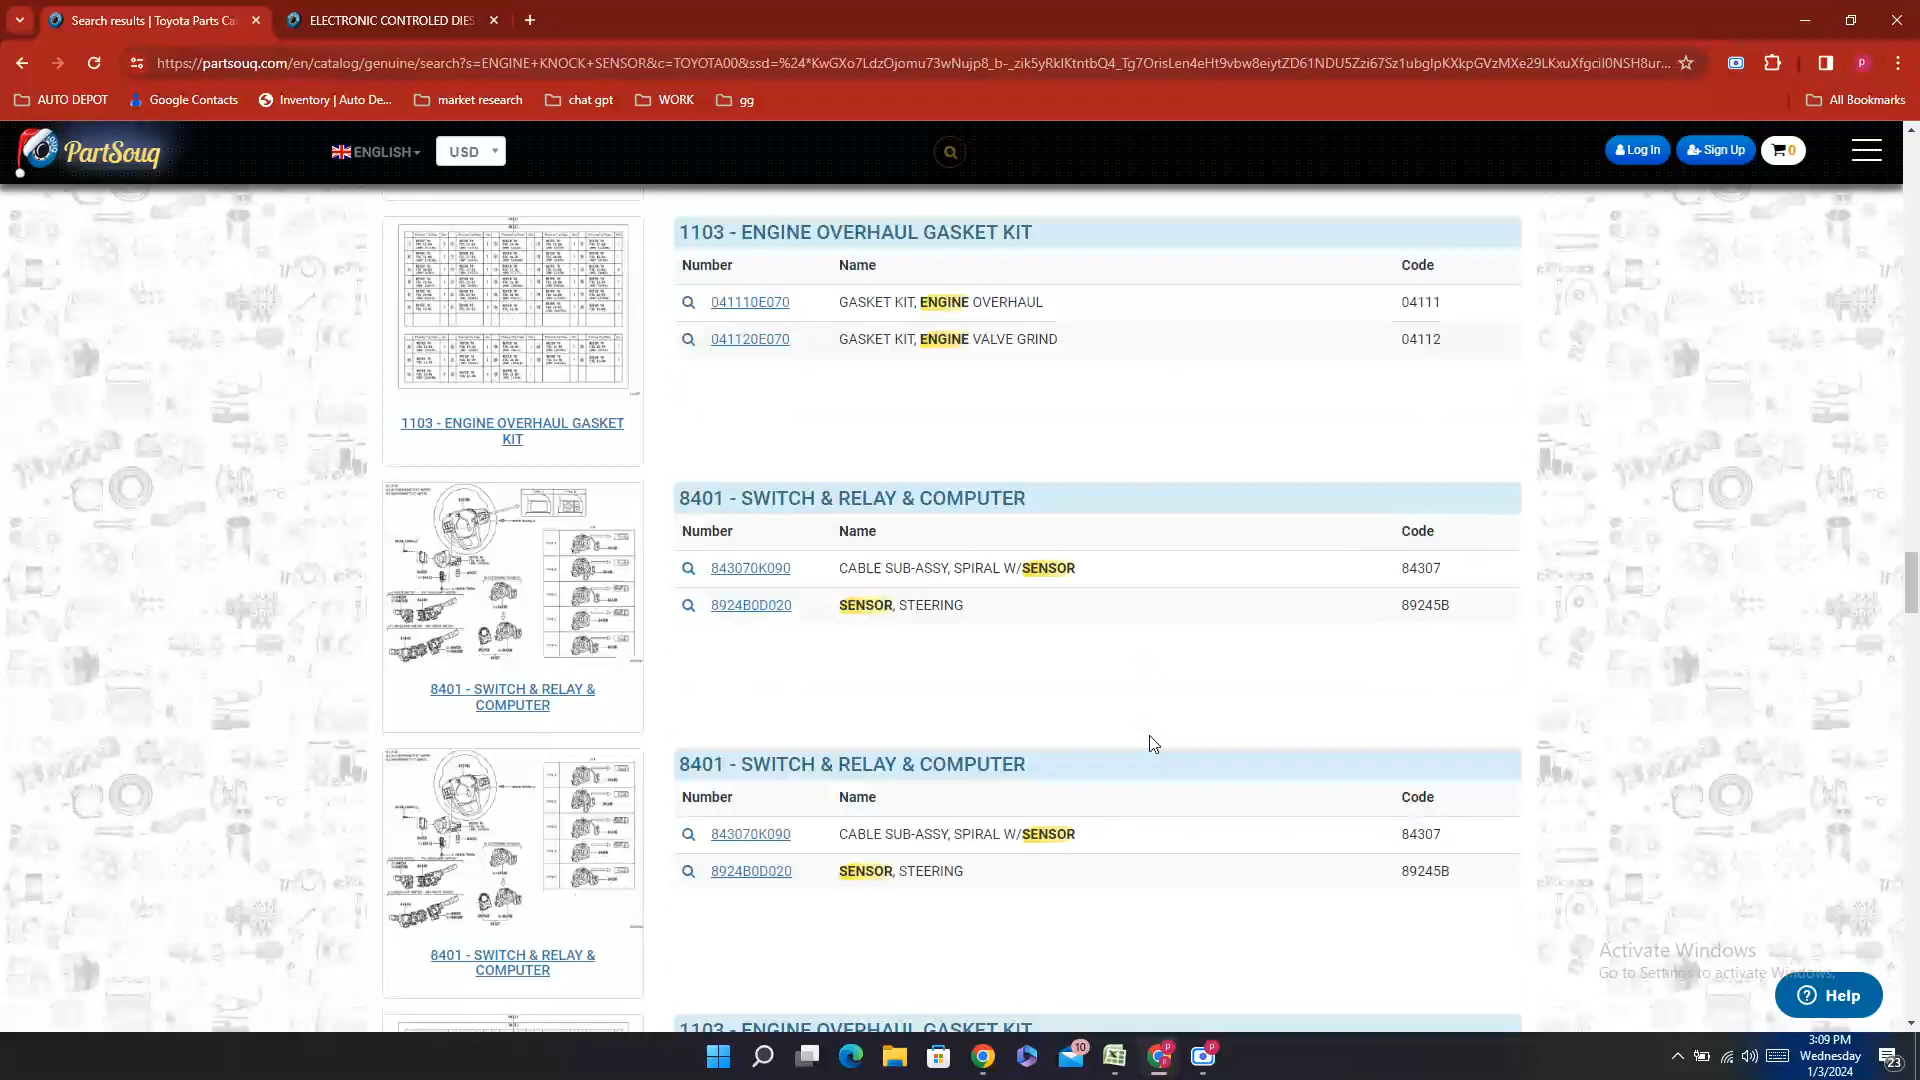 Search results | Toyota Parts Ca
ELECTRONIC CONTROLED DIES
https://partsouq.com/en/catalog/genuine/search?s=ENGINE+KNOCK+SENSOR&c=TOYOTA00&ssd=%24*KwGXo7LdzOjomu73wNujp8_b-_zik5yRklKtntbQ4_Tg7OrisLen4eHt9vbw8eiytZD61NDU5Zzi67Sz1ubgIpKXkpGVzMXe29LKxuXfgcil0NSH8ur...
AUTO DEPOT
Google Contacts
Inventory | Auto De...
market research
chat gpt
WORK
gg
All Bookmarks
PartSouq
ENGLISH
USD
Log In
Sign Up
0
1103 - ENGINE OVERHAUL GASKET KIT
Number Name Code
041110E070 GASKET KIT, ENGINE OVERHAUL 04111
041120E070 GASKET KIT, ENGINE VALVE GRIND 04112
1103 - ENGINE OVERHAUL GASKET
KIT
8401 - SWITCH & RELAY & COMPUTER
Number Name Code
843070K090 CABLE SUB-ASSY, SPIRAL W/SENSOR 84307
8924B0D020 SENSOR, STEERING 89245B
8401 - SWITCH & RELAY &
COMPUTER
8401 - SWITCH & RELAY & COMPUTER
Number Name Code
843070K090 CABLE SUB-ASSY, SPIRAL W/SENSOR 84307
8924B0D020 SENSOR, STEERING 89245B
8401 - SWITCH & RELAY &
COMPUTER
1103 - ENGINE OVERHAUL GASKET KIT
Activate Windows
Go to Settings to activate Windows.
Help
10
3:09 PM
Wednesday
1/3/2024
23